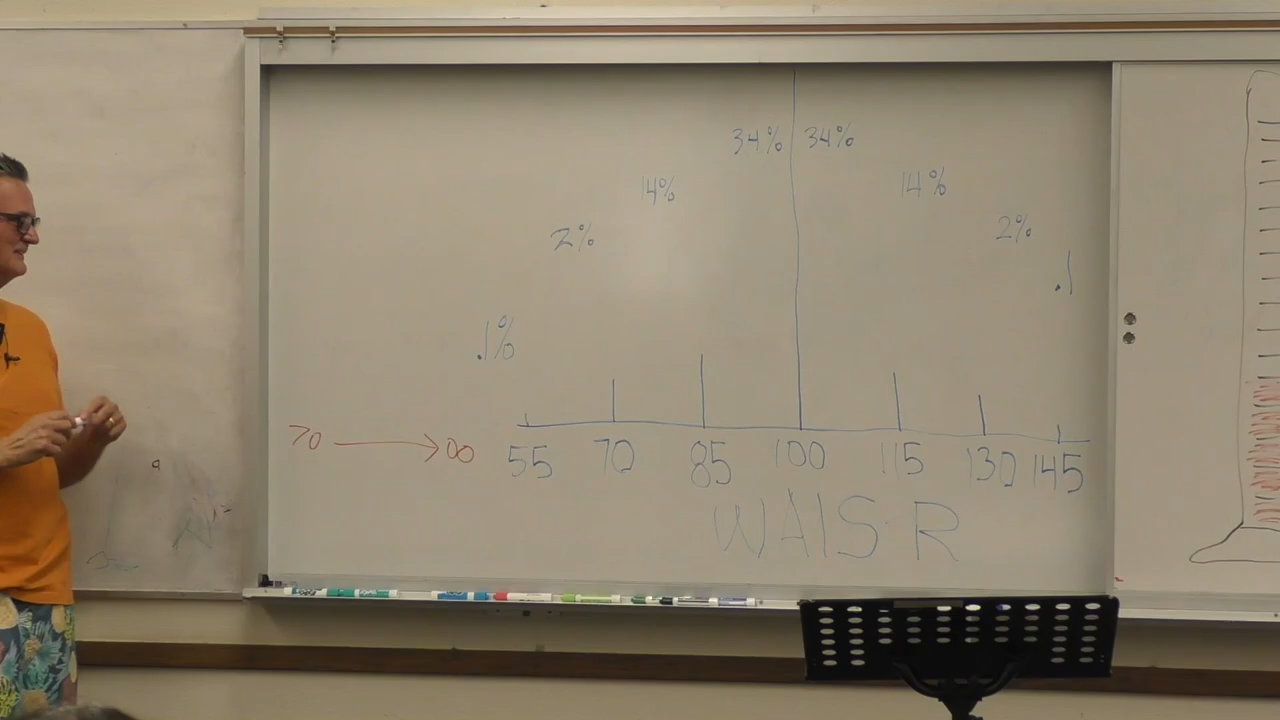 34% 34%
14% 14%
2% 2%
.1
.1%
70 → 00
55 70 85 100 115 130 145
WAIS-R